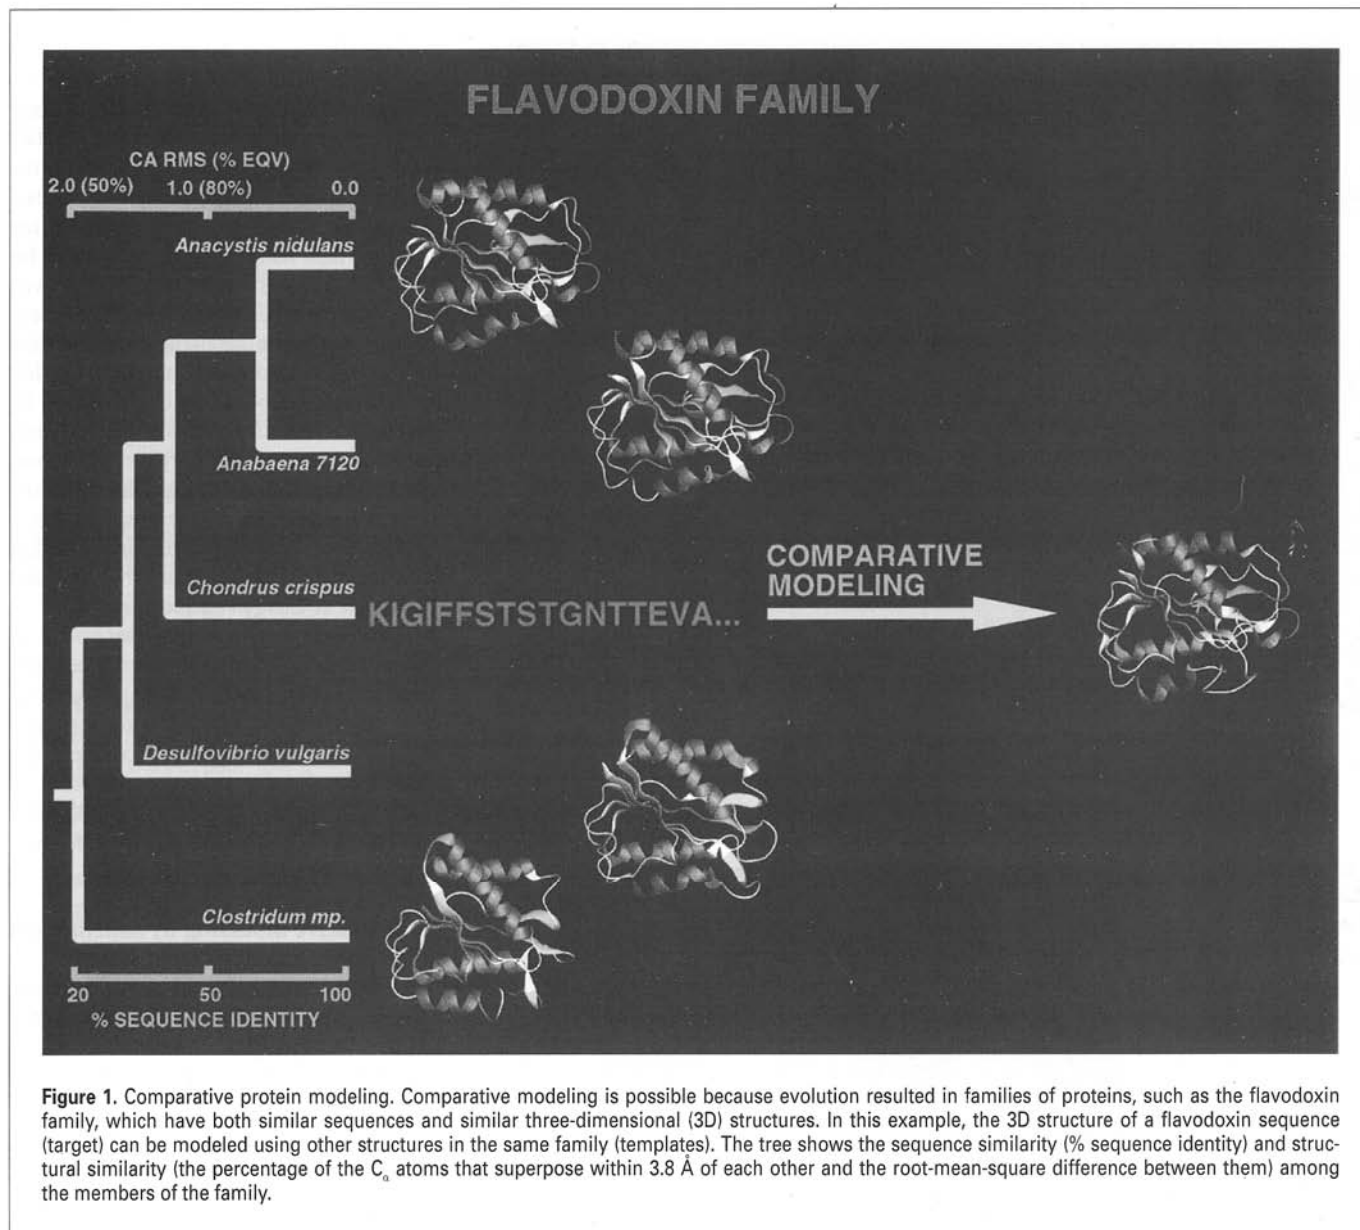 FLAVODOXIN FAMILY
CA RMS (% EQV)
2.0 (50%) 1.0 (80%) 0.0
Anacystis nidulans
Anabaena 7120
COMPARATIVE
MODELING
Chondrus crispus
KIGIFFSTSTGNTTEVA...
Desulfovibrio vulgaris
Clostridum mp.
20 50 100
% SEQUENCE IDENTITY
Figure 1. Comparative protein modeling. Comparative modeling is possible because evolution resulted in families of proteins, such as the flavodoxin
family, which have both similar sequences and similar three-dimensional (3D) structures. In this example, the 3D structure of a flavodoxin sequence
(target) can be modeled using other structures in the same family (templates). The tree shows the sequence similarity (% sequence identity) and struc-
tural similarity (the percentage of the Cα atoms that superpose within 3.8 Å of each other and the root-mean-square difference between them) among
the members of the family.